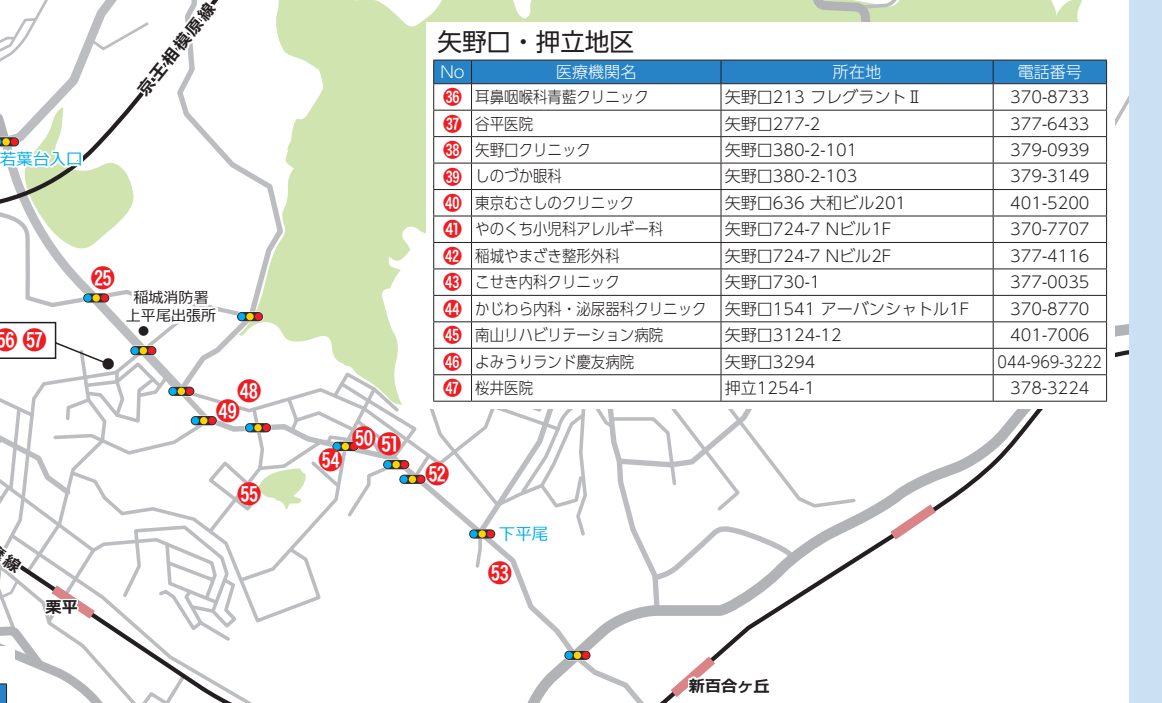 京王相模原線
若葉台入口
矢野口・押立地区
No 医療機関名 所在地 電話番号
36 耳鼻咽喉科青藍クリニック 矢野口213 フレグラントⅡ 370-8733
37 谷平医院 矢野口277-2 377-6433
38 矢野口クリニック 矢野口380-2-101 379-0939
39 しのづか眼科 矢野口380-2-103 379-3149
40 東京むさしのクリニック 矢野口636 大和ビル201 401-5200
41 やのくち小児科アレルギー科 矢野口724-7 Nビル1F 370-7707
42 稲城やまざき整形外科 矢野口724-7 Nビル2F 377-4116
43 こせき内科クリニック 矢野口730-1 377-0035
44 かじわら内科・泌尿器科クリニック 矢野口1541 アーバンシャトル1F 370-8770
45 南山リハビリテーション病院 矢野口3124-12 401-7006
46 よみうりランド慶友病院 矢野口3294 044-969-3222
47 桜井医院 押立1254-1 378-3224
25
稲城消防署
上平尾出張所
56 57
48
49
50 51
54
52
55
下平尾
53
線
栗平
新百合ヶ丘